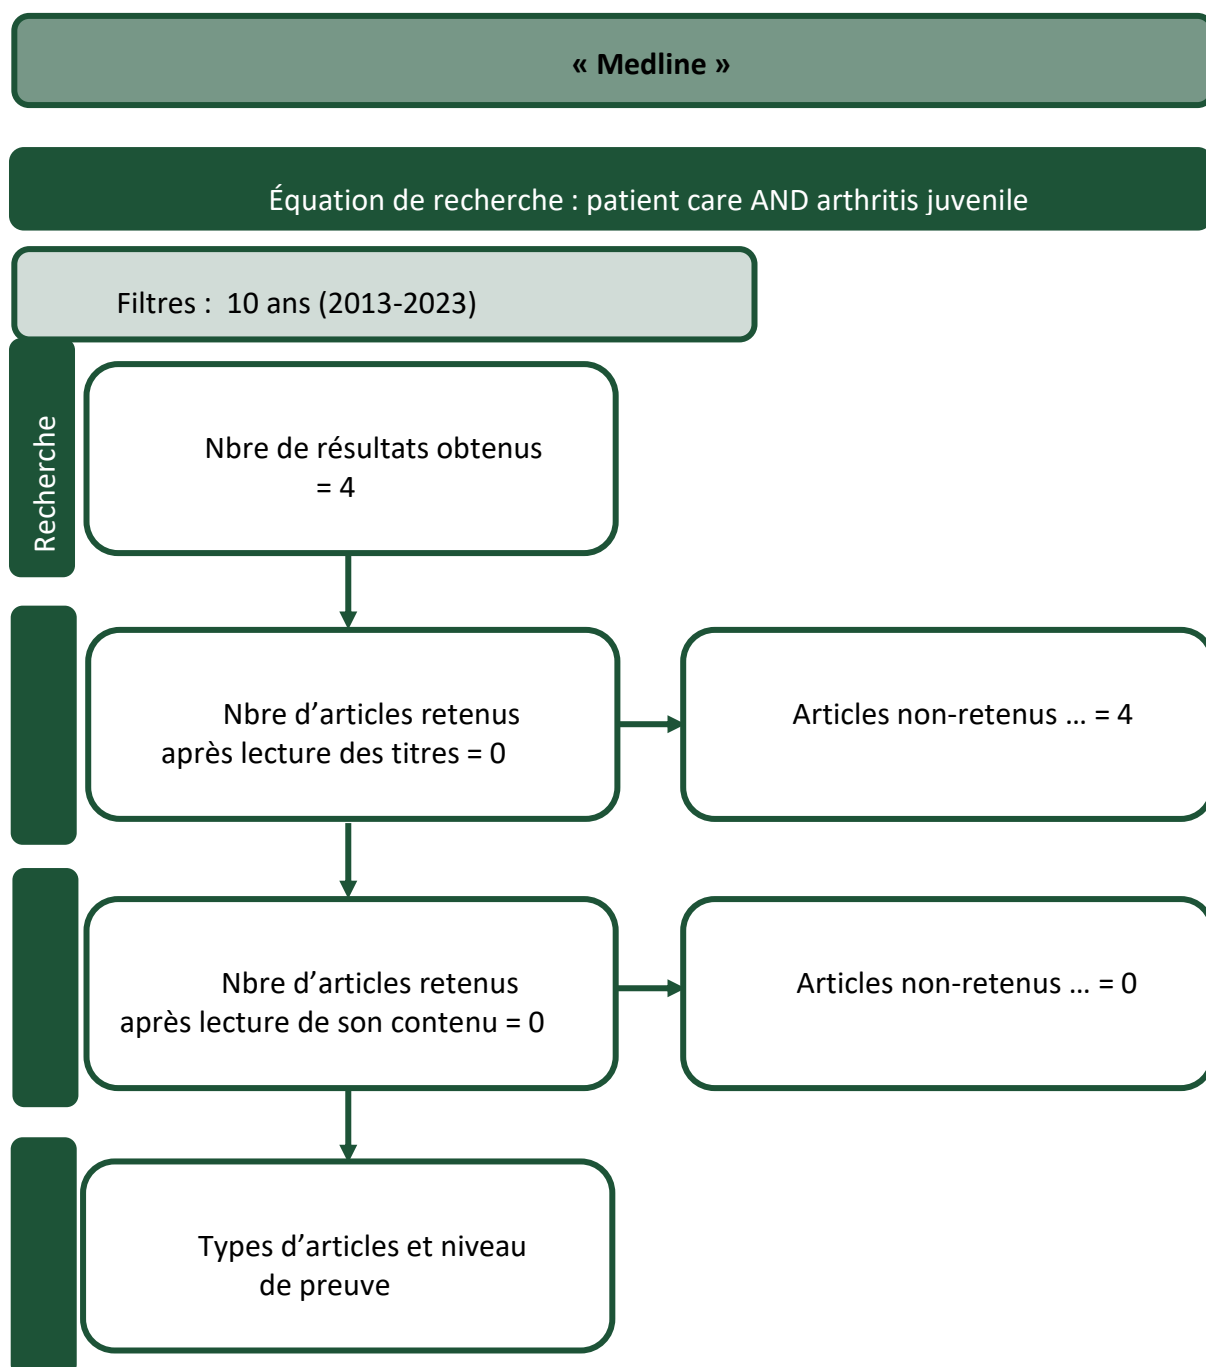 « Medline »
Équation de recherche : patient care AND arthritis juvenile
Filtres :  10 ans (2013-2023)
Recherche
Nbre de résultats obtenus
= 4
Nbre d’articles retenus
après lecture des titres = 0
Articles non-retenus ... = 4
Nbre d’articles retenus
après lecture de son contenu = 0
Articles non-retenus ... = 0
Types d’articles et niveau
de preuve